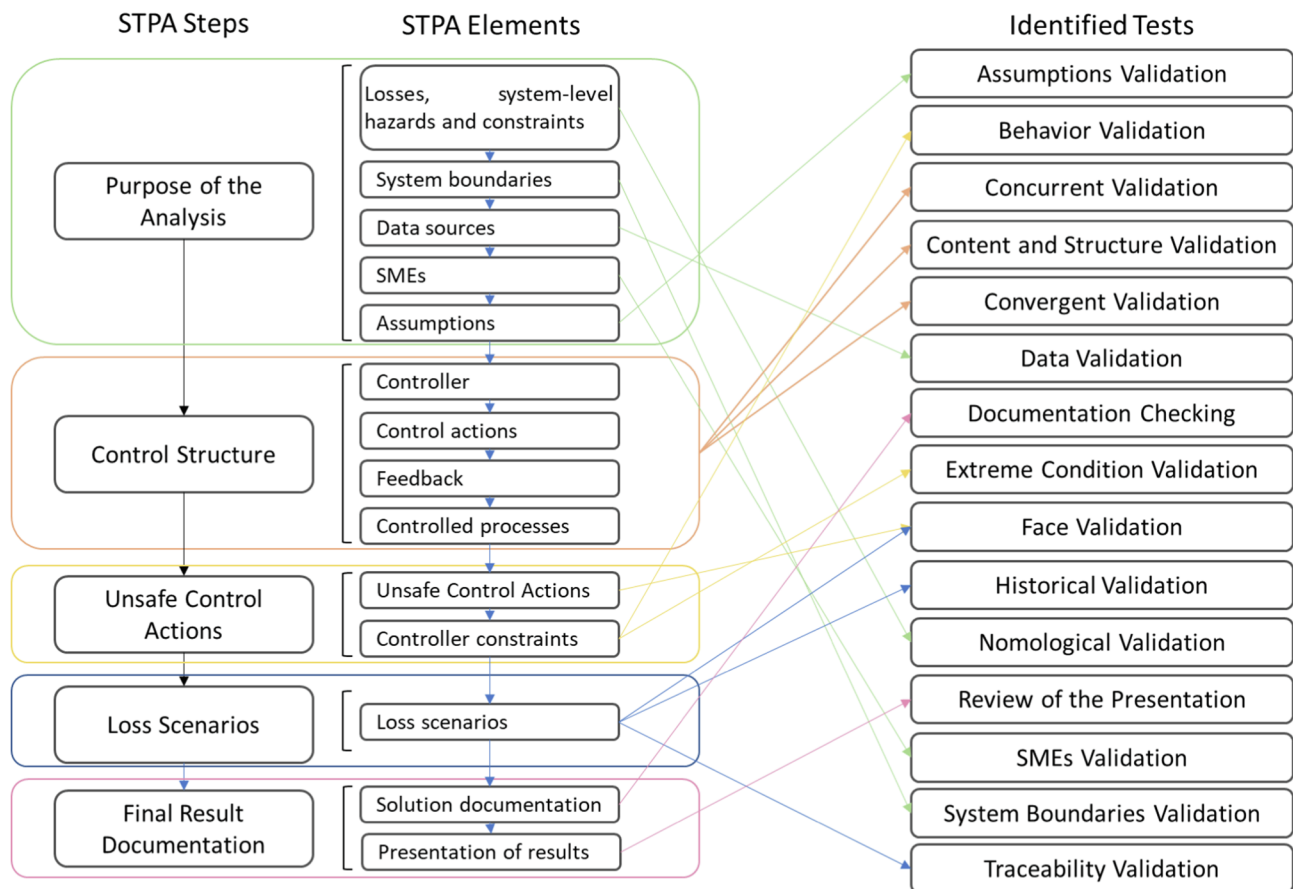 STPA Steps
STPA Elements
Identified Tests
Purpose of the
Analysis
Control Structure
Unsafe Control
Actions
Loss Scenarios
Final Result
Documentation
Losses, system-level
hazards and constraints
System boundaries
Data sources
SMEs
Assumptions
Controller
Control actions
Feedback
Controlled processes
Unsafe Control Actions
Controller constraints
Loss scenarios
Solution documentation
Presentation of results
Assumptions Validation
Behavior Validation
Concurrent Validation
Content and Structure Validation
Convergent Validation
Data Validation
Documentation Checking
Extreme Condition Validation
Face Validation
Historical Validation
Nomological Validation
Review of the Presentation
SMEs Validation
System Boundaries Validation
Traceability Validation